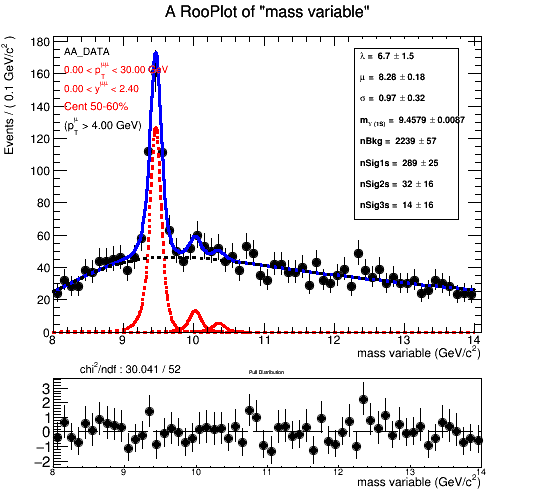 A RooPlot of "mass variable"
Events / ( 0.1 GeV/c² )
180
160
140
120
100
80
60
40
20
0
AA_DATA
0.00 < p_T^μμ < 30.00 GeV
0.00 < y^μμ < 2.40
Cent 50-60%
(p_T^μ > 4.00 GeV)
λ = 6.7 ± 1.5
μ = 8.28 ± 0.18
σ = 0.97 ± 0.32
m_ϒ (1S) = 9.4579 ± 0.0087
nBkg = 2239 ± 57
nSig1s = 289 ± 25
nSig2s = 32 ± 16
nSig3s = 14 ± 16
8 9 10 11 12 13 14
mass variable (GeV/c²)
chi²/ndf : 30.041 / 52
Pull Distribution
3
2
1
0
−1
−2
8 9 10 11 12 13 14
mass variable (GeV/c²)